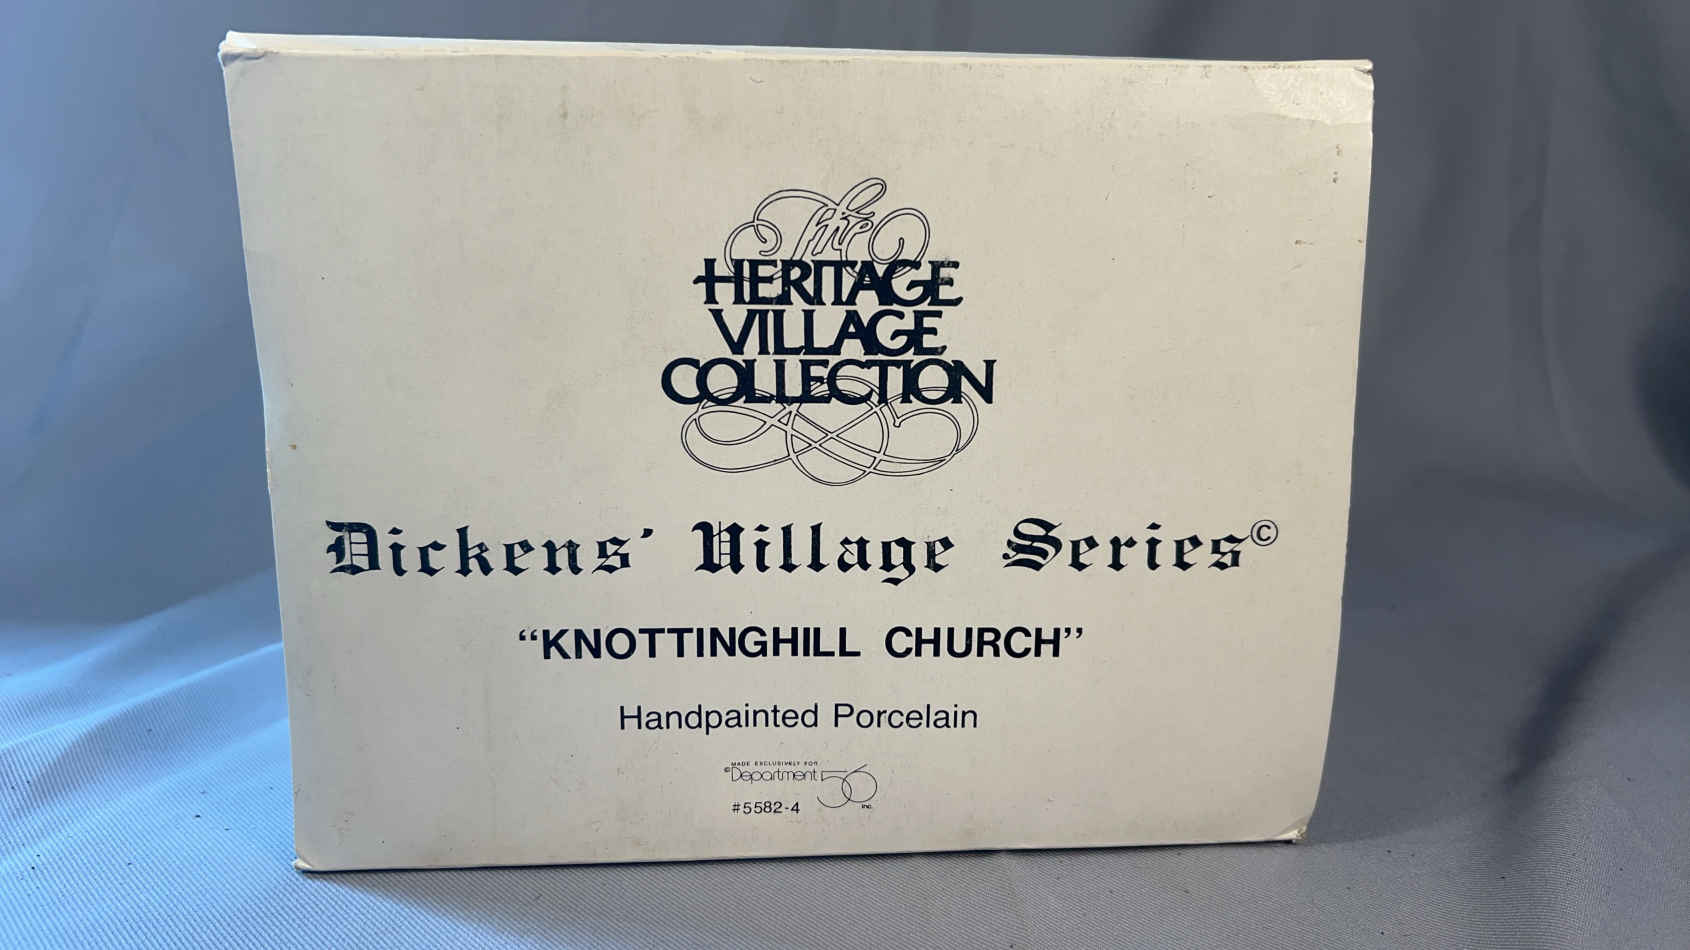 The
HERITAGE
VILLAGE
COLLECTION
Dickens' Village Series©
“KNOTTINGHILL CHURCH”
Handpainted Porcelain
MADE EXCLUSIVELY FOR
©Department 56
inc.
#5582-4